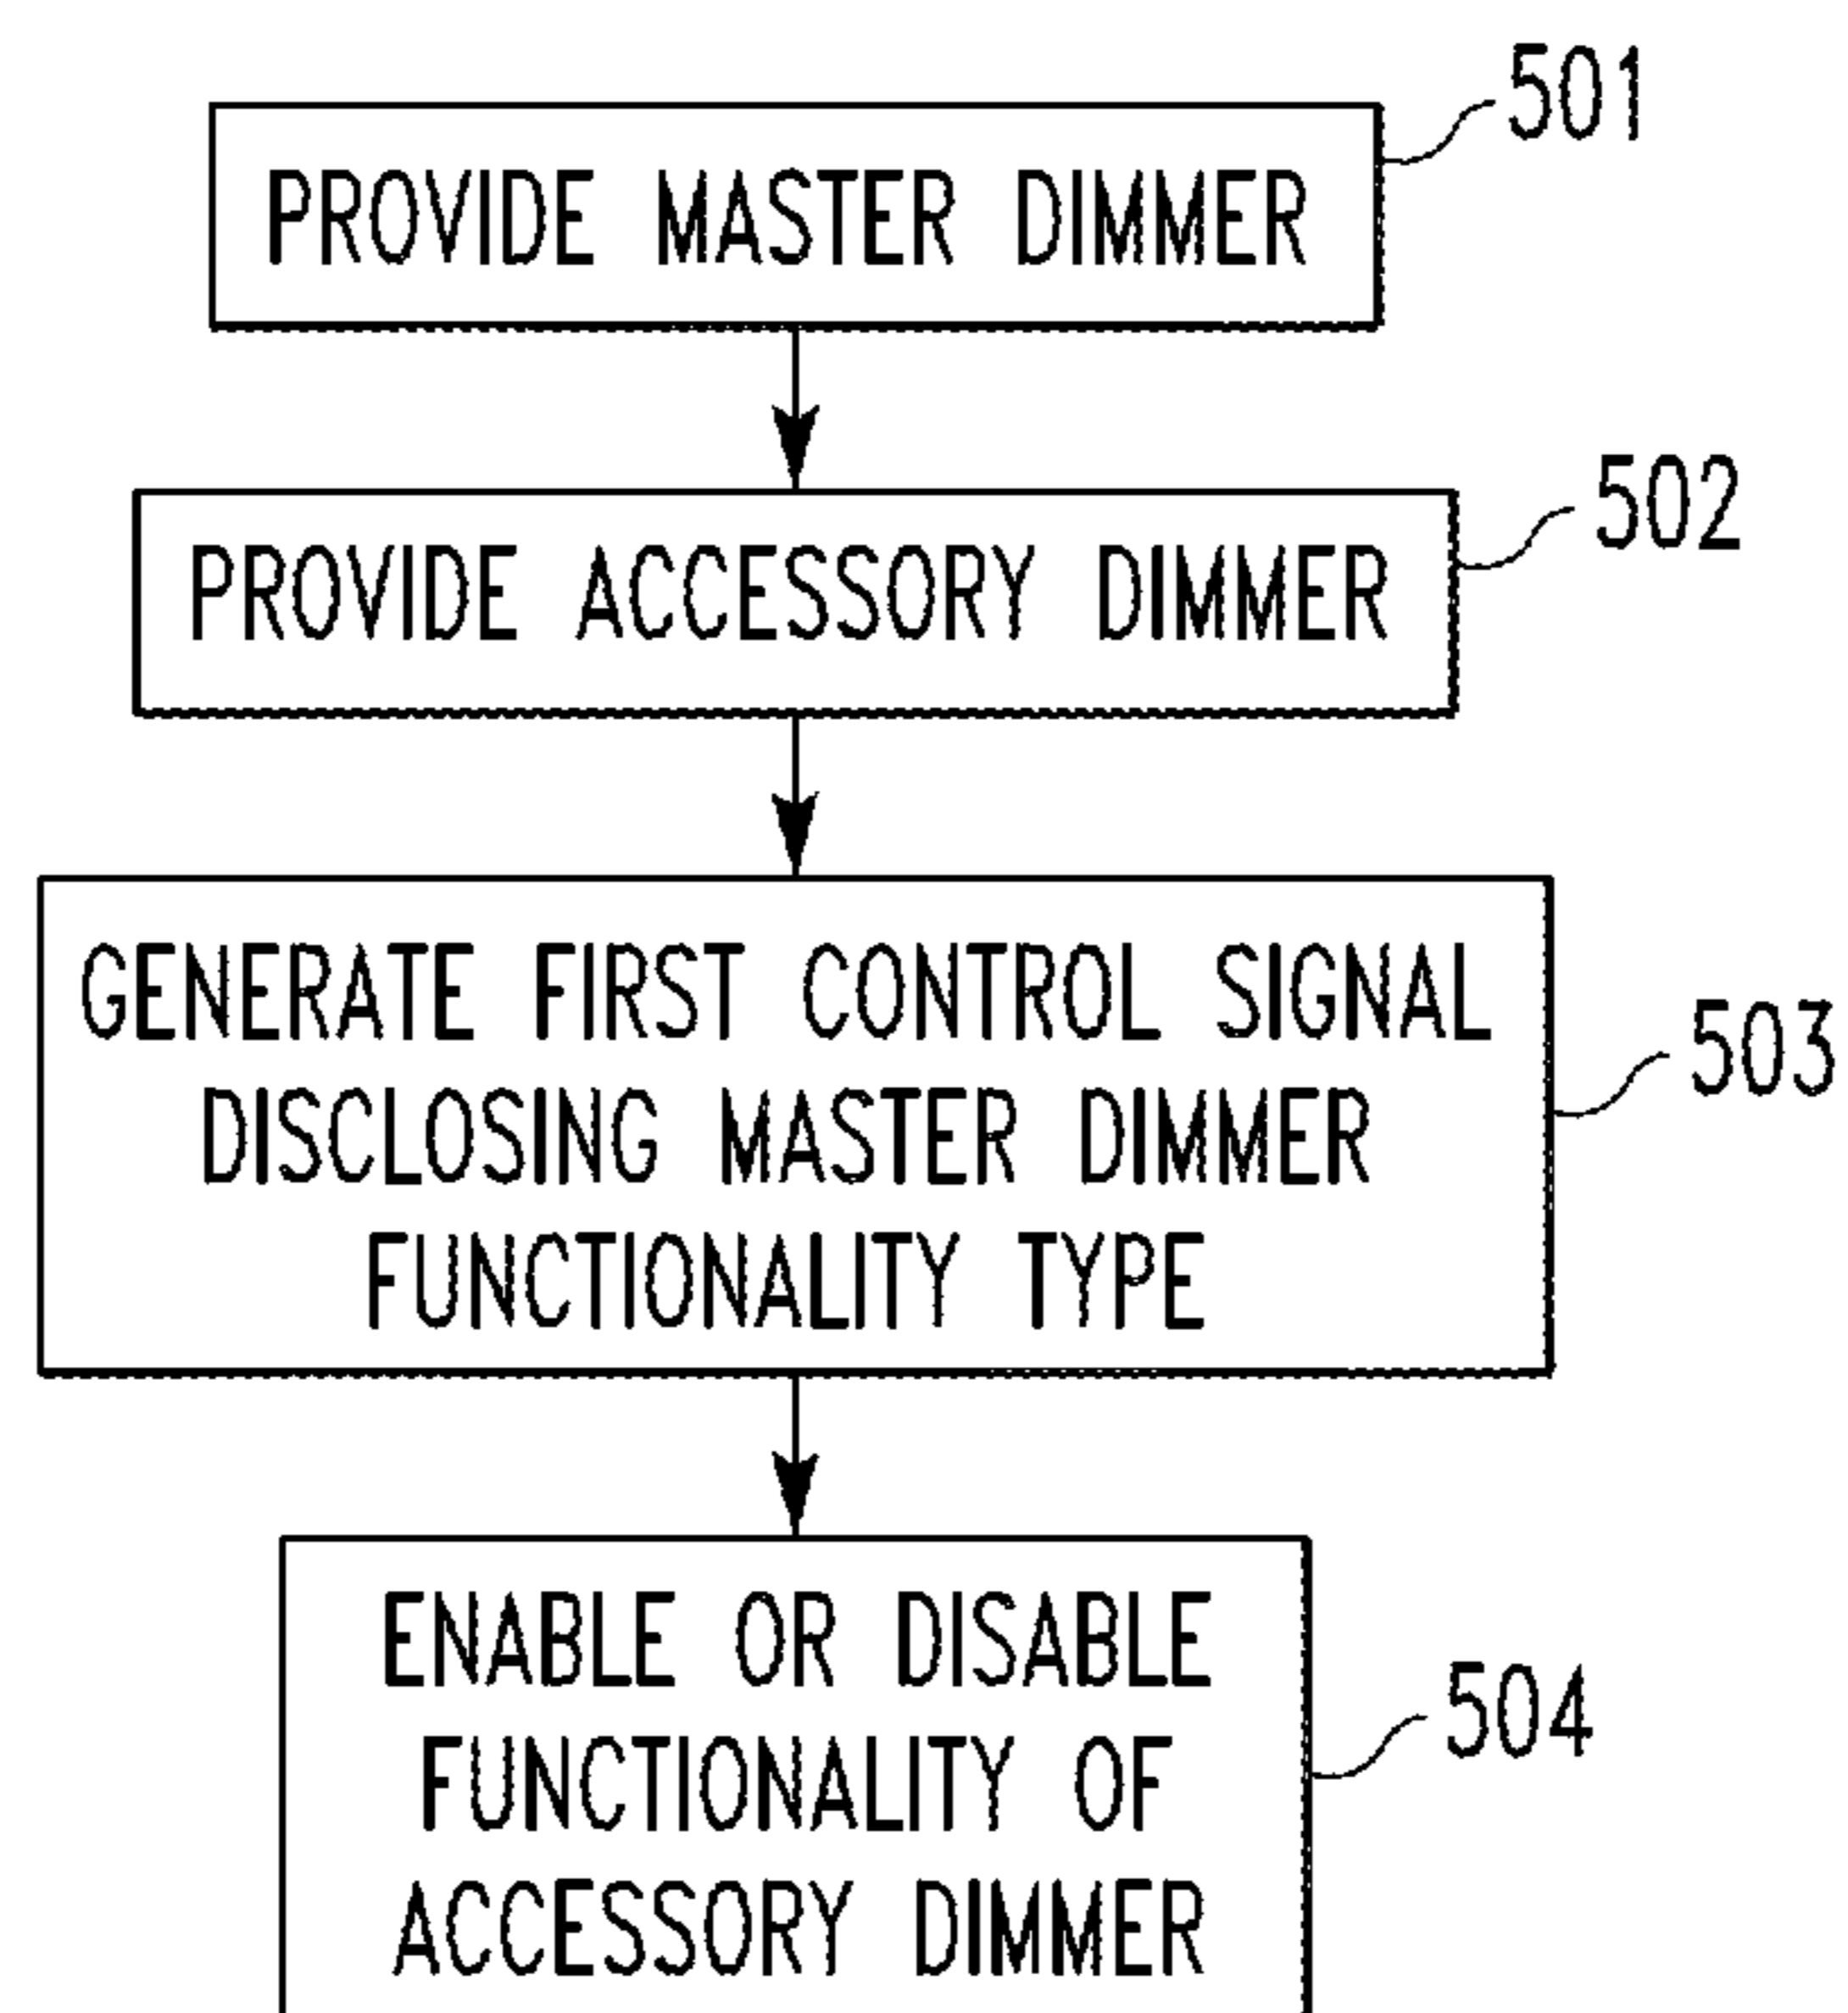 501
PROVIDE MASTER DIMMER
502
PROVIDE ACCESSORY DIMMER
GENERATE FIRST CONTROL SIGNAL
503
DISCLOSING MASTER DIMMER
FUNCTIONALITY TYPE
ENABLE OR DISABLE
504
FUNCTIONALITY OF
ACCESSORY DIMMER